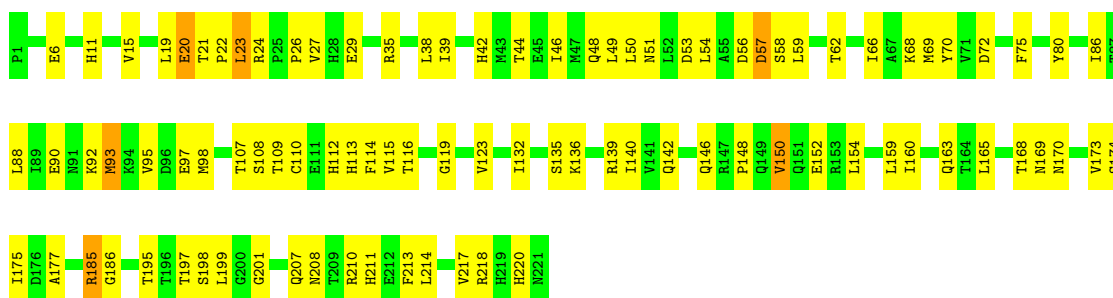 P1 E6 H11 V15 L19 E20 T21 P22 L23 R24 P25 P26 V27 H28 E29 R35 L38 I39 H42 M43 T44 E45 I46 M47 Q48 L49 L50 N51 L52 D53 L54 A55 D56 D57 S58 L59 T62 I66 A67 K68 M69 Y70 V71 D72 F75 Y80 I86 T87
L88 I89 E90 N91 K92 M93 K94 V95 D96 E97 M98 T107 S108 T109 C110 E111 H112 H113 F114 V115 T116 G119 V123 I132 S135 K136 R139 I140 V141 Q142 Q146 R147 P148 Q149 V150 Q151 E152 R153 L154 L159 I160 Q163 T164 L165 T168 N169 N170 V173 S174
I175 D176 A177 R185 G186 T195 T196 T197 S198 L199 G200 G201 Q207 N208 T209 R210 H211 E212 F213 L214 V217 R218 H219 H220 N221